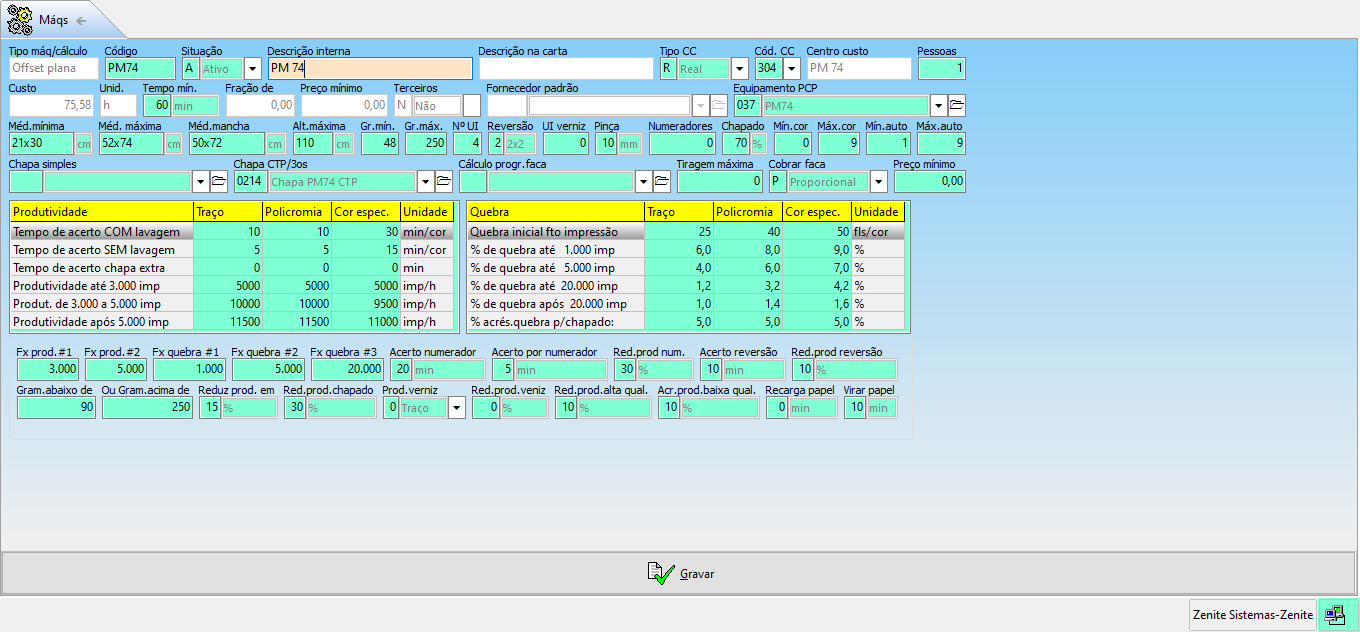 Máqs
Tipo máq/cálculo Código Situação Descrição interna Descrição na carta Tipo CC Cód. CC Centro custo Pessoas
Offset plana PM74 A Ativo PM 74 R Real 304 PM 74 1
Custo Unid. Tempo mín. Fração de Preço mínimo Terceiros Fornecedor padrão Equipamento PCP
75,58 h 60 min 0,00 0,00 N Não 037 PM74
Méd.mínima Méd. máxima Méd.mancha Alt.máxima Gr.mín. Gr.máx. Nº UI Reversão UI verniz Pinça Numeradores Chapado Mín.cor Máx.cor Mín.auto Máx.auto
21x30 cm 52x74 cm 50x72 cm 110 cm 48 250 4 2 2x2 0 10 mm 0 70 % 0 9 1 9
Chapa simples Chapa CTP/3os Cálculo progr.faca Tiragem máxima Cobrar faca Preço mínimo
0214 Chapa PM74 CTP 0 P Proporcional 0,00
Produtividade Traço Policromia Cor espec. Unidade
Tempo de acerto COM lavagem 10 10 30 min/cor
Tempo de acerto SEM lavagem 5 5 15 min/cor
Tempo de acerto chapa extra 0 0 0 min
Produtividade até 3.000 imp 5000 5000 5000 imp/h
Produt. de 3.000 a 5.000 imp 10000 10000 9500 imp/h
Produtividade após 5.000 imp 11500 11500 11000 imp/h
Quebra Traço Policromia Cor espec. Unidade
Quebra inicial fto impressão 25 40 50 fls/cor
% de quebra até 1.000 imp 6,0 8,0 9,0 %
% de quebra até 5.000 imp 4,0 6,0 7,0 %
% de quebra até 20.000 imp 1,2 3,2 4,2 %
% de quebra após 20.000 imp 1,0 1,4 1,6 %
% acrés.quebra p/chapado: 5,0 5,0 5,0 %
Fx prod.#1 Fx prod.#2 Fx quebra #1 Fx quebra #2 Fx quebra #3 Acerto numerador Acerto por numerador Red.prod num. Acerto reversão Red.prod reversão
3.000 5.000 1.000 5.000 20.000 20 min 5 min 30 % 10 min 10 %
Gram.abaixo de Ou Gram.acima de Reduz prod. em Red.prod.chapado Prod.verniz Red.prod.veniz Red.prod.alta qual. Acr.prod.baixa qual. Recarga papel Virar papel
90 250 15 % 30 % 0 Traço 0 % 10 % 10 % 0 min 10 min
Gravar
Zenite Sistemas-Zenite